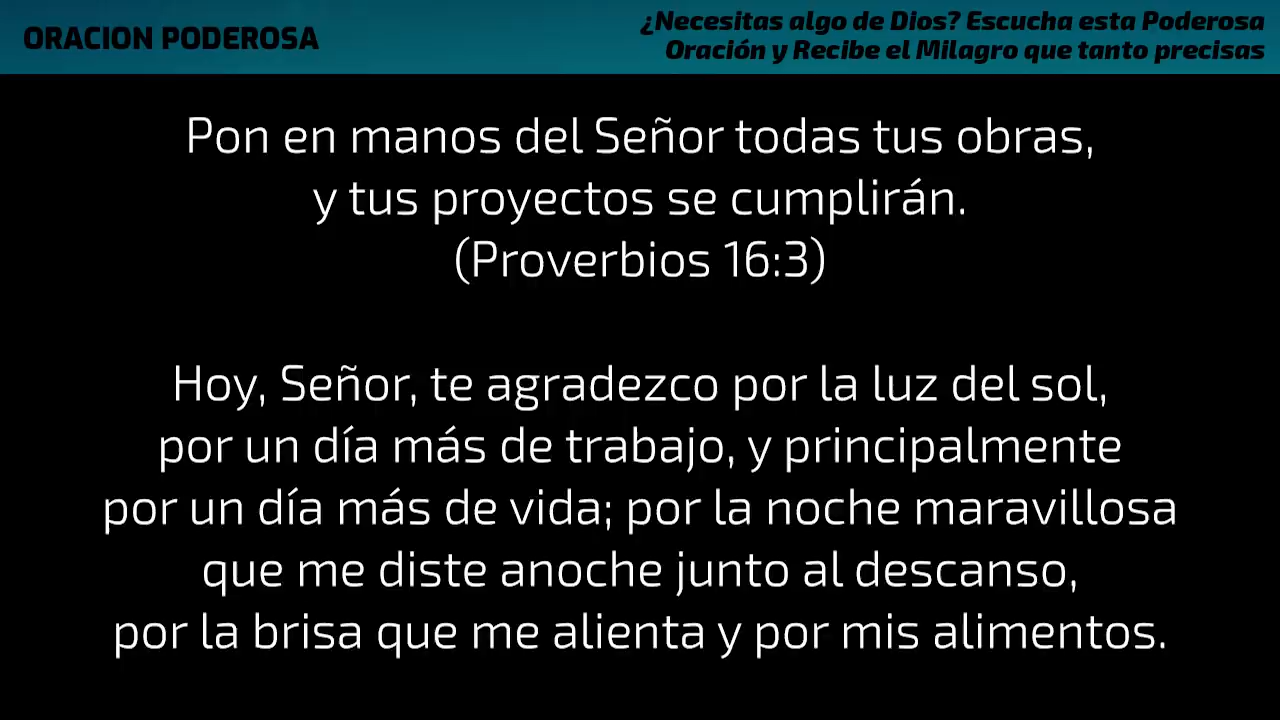 ORACION PODEROSA
¿Necesitas algo de Dios? Escucha esta Poderosa
Oración y Recibe el Milagro que tanto precisas
Pon en manos del Señor todas tus obras,
y tus proyectos se cumplirán.
(Proverbios 16:3)
Hoy, Señor, te agradezco por la luz del sol,
por un día más de trabajo, y principalmente
por un día más de vida; por la noche maravillosa
que me diste anoche junto al descanso,
por la brisa que me alienta y por mis alimentos.